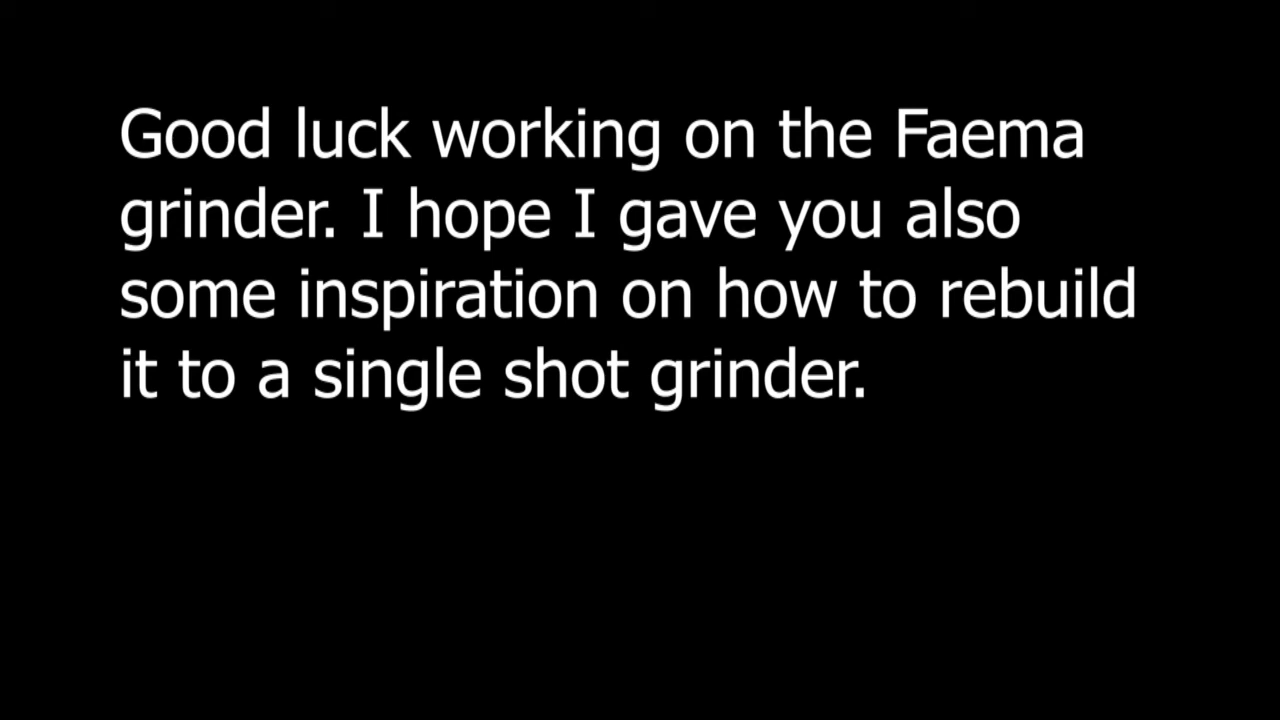 Good luck working on the Faema
grinder. I hope I gave you also
some inspiration on how to rebuild
it to a single shot grinder.